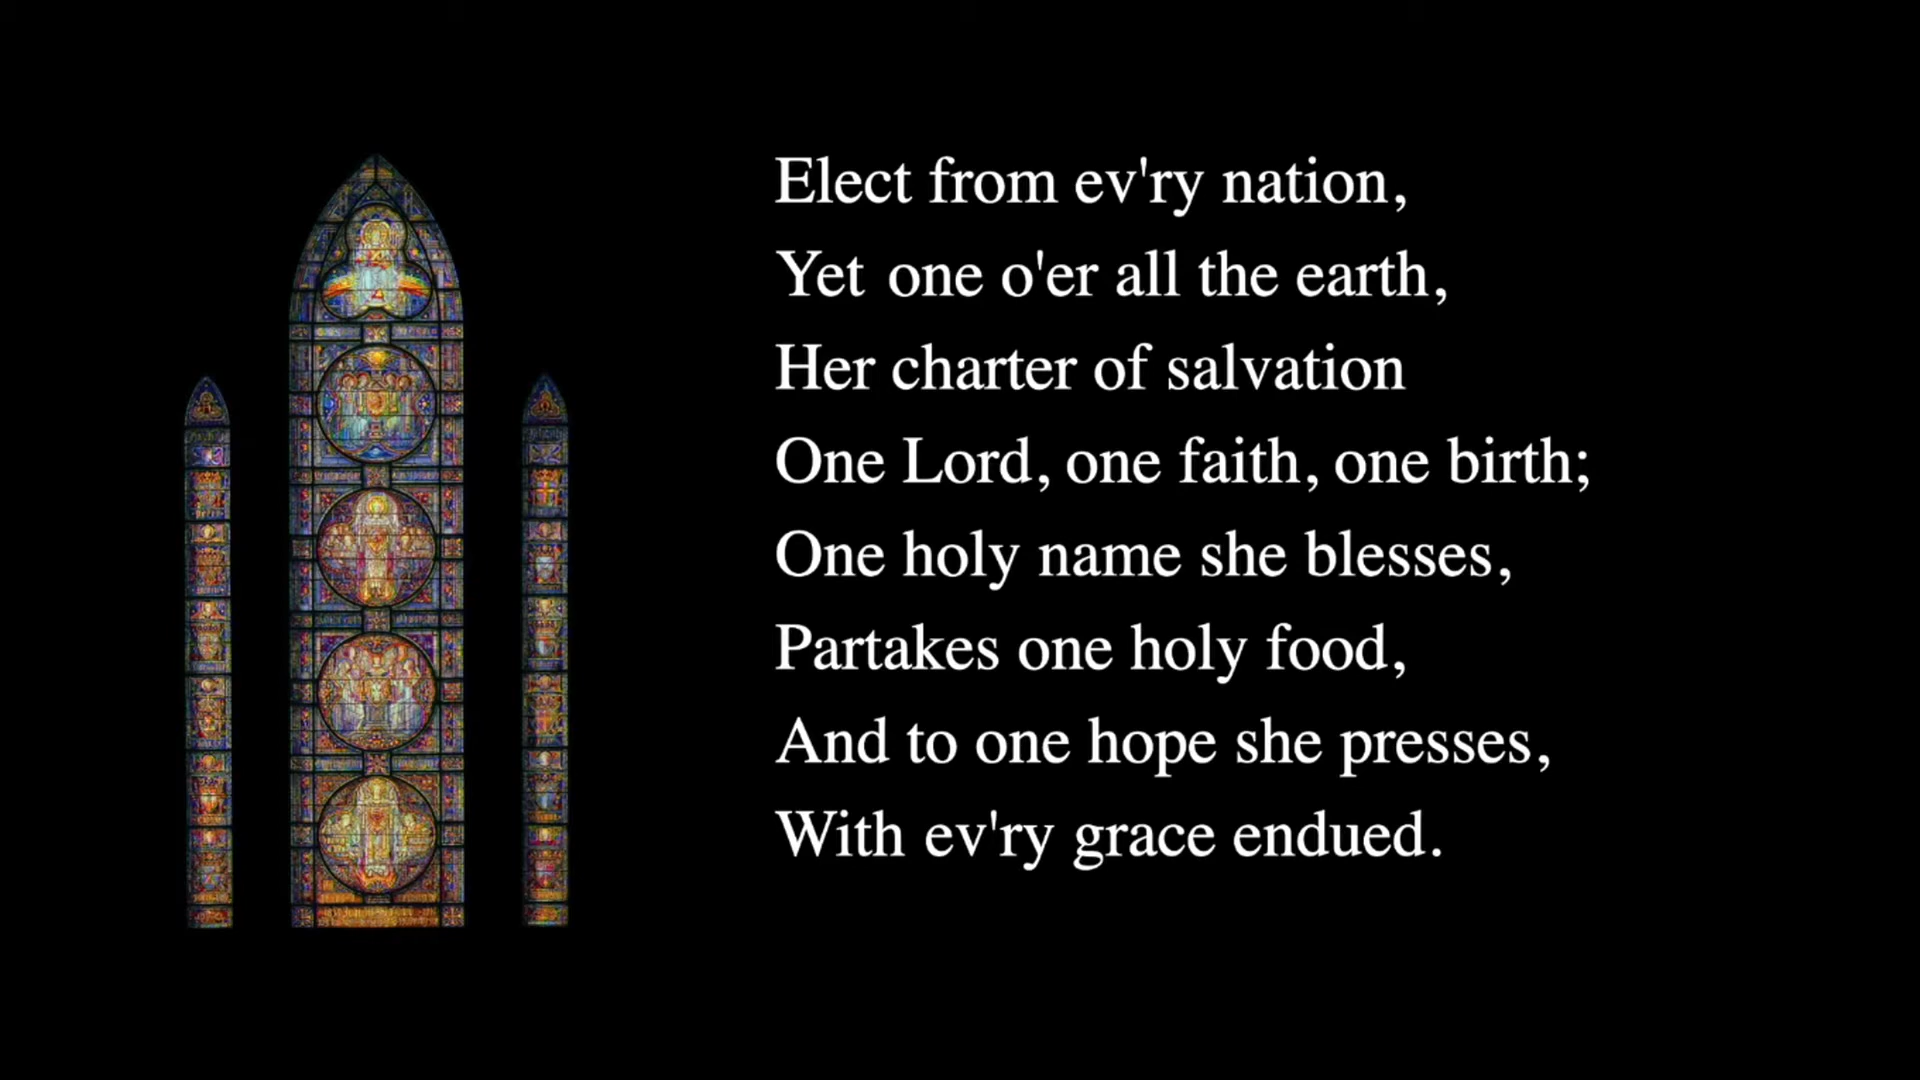 Elect from ev'ry nation,
Yet one o'er all the earth,
Her charter of salvation
One Lord, one faith, one birth;
One holy name she blesses,
Partakes one holy food,
And to one hope she presses,
With ev'ry grace endued.